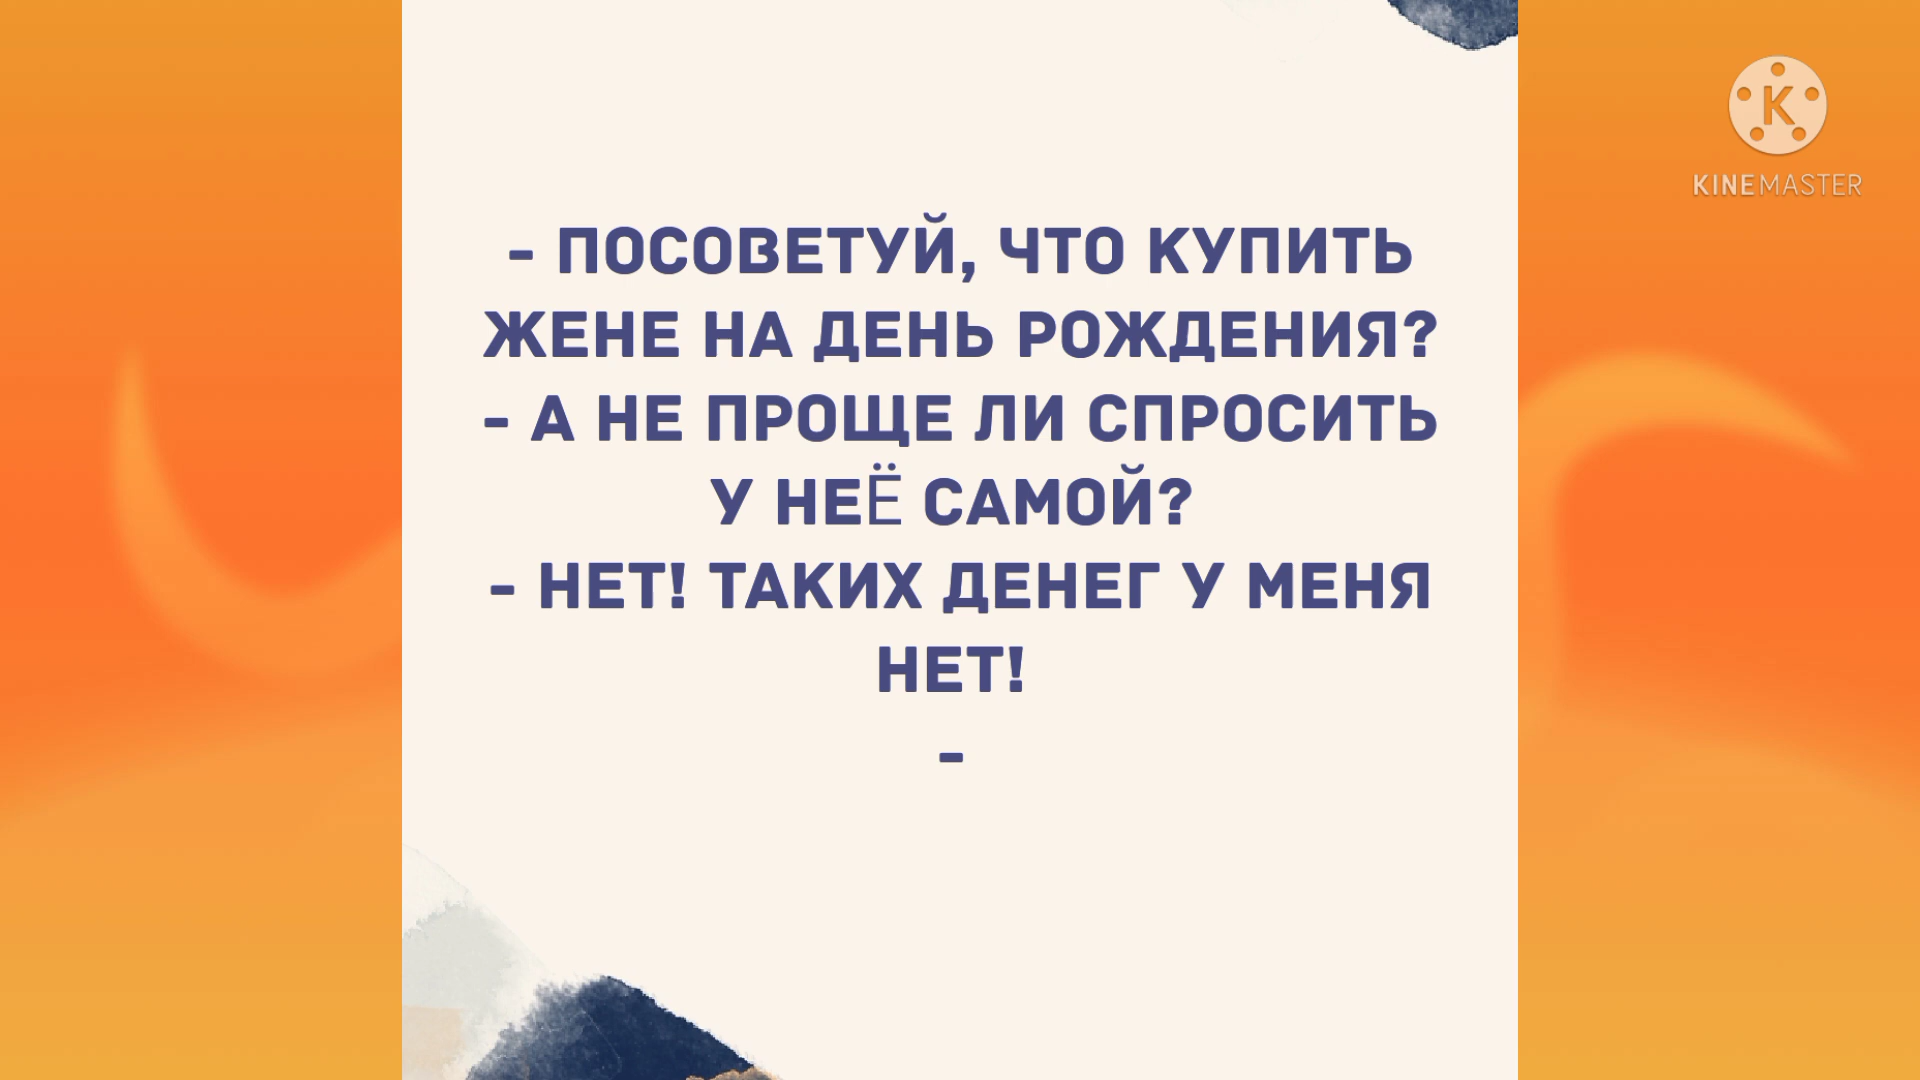 - ПОСОВЕТУЙ, ЧТО КУПИТЬ
ЖЕНЕ НА ДЕНЬ РОЖДЕНИЯ?
- А НЕ ПРОЩЕ ЛИ СПРОСИТЬ
У НЕЁ САМОЙ?
- НЕТ! ТАКИХ ДЕНЕГ У МЕНЯ
НЕТ!
-
K
KINEMASTER